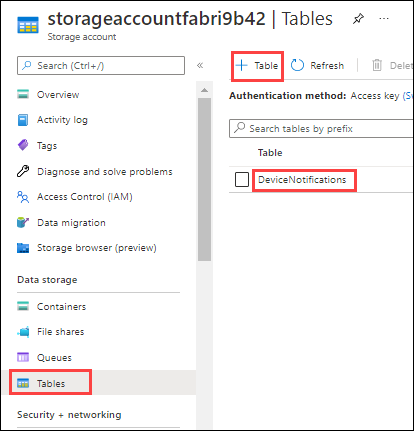 storageaccountfabri9b42 | Tables
Storage account
Search (Ctrl+/)
«
Overview
Activity log
Tags
Diagnose and solve problems
Access Control (IAM)
Data migration
Storage browser (preview)
Data storage
Containers
File shares
Queues
Tables
Security + networking
+ Table
Refresh
Delet
Authentication method: Access key (S
Search tables by prefix
Table
DeviceNotifications